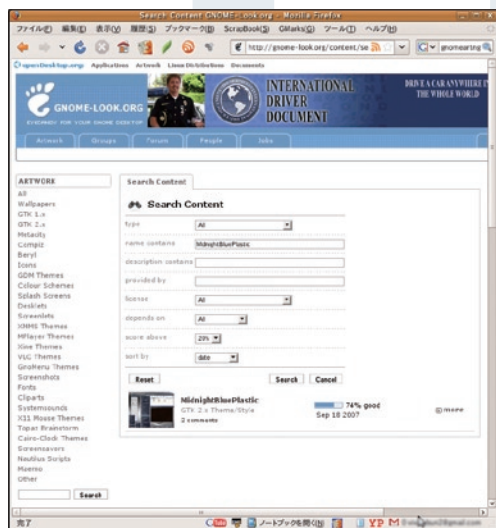 Search Content GNOME-Look.org - Mozilla Firefox
ファイル(F) 編集(E) 表示(V) 履歴(S) ブックマーク(B) ScrapBook(S) GMarks(G) ツール(T) ヘルプ(H)
http://gnome-look.org/content/se
openDesktop.org: Applications Artwork Linux Distributions Documents
GNOME-LOOK.ORG
EYECANDY FOR YOUR GNOME DESKTOP
INTERNATIONAL
DRIVER
DOCUMENT
DRIVE A CAR ANYWHERE I
THE WHOLE WORLD
Artwork Groups Forum People Jobs
ARTWORK
All
Wallpapers
GTK 1.x
GTK 2.x
Metacity
Compiz
Beryl
Icons
GDM Themes
Colour Schemes
Splash Screens
Desklets
Screenlets
XMMS Themes
MPlayer Themes
Xine Themes
VLC Themes
GnoMenu Themes
Screenshots
Fonts
Cliparts
Systemsounds
X11 Mouse Themes
Topaz Brainstorm
Cairo-Clock Themes
Screensavers
Nautilus Scripts
Maemo
Other
Search
Search Content
Search Content
type All
name contains MidnightBluePlastic
description contains
provided by
license All
depends on All
score above 20%
sort by date
Reset Search Cancel
MidnightBluePlastic
GTK 2.x Theme/Style
2 comments
74% good
Sep 18 2007
more
完了
ノートブックを開く(N)
YP M